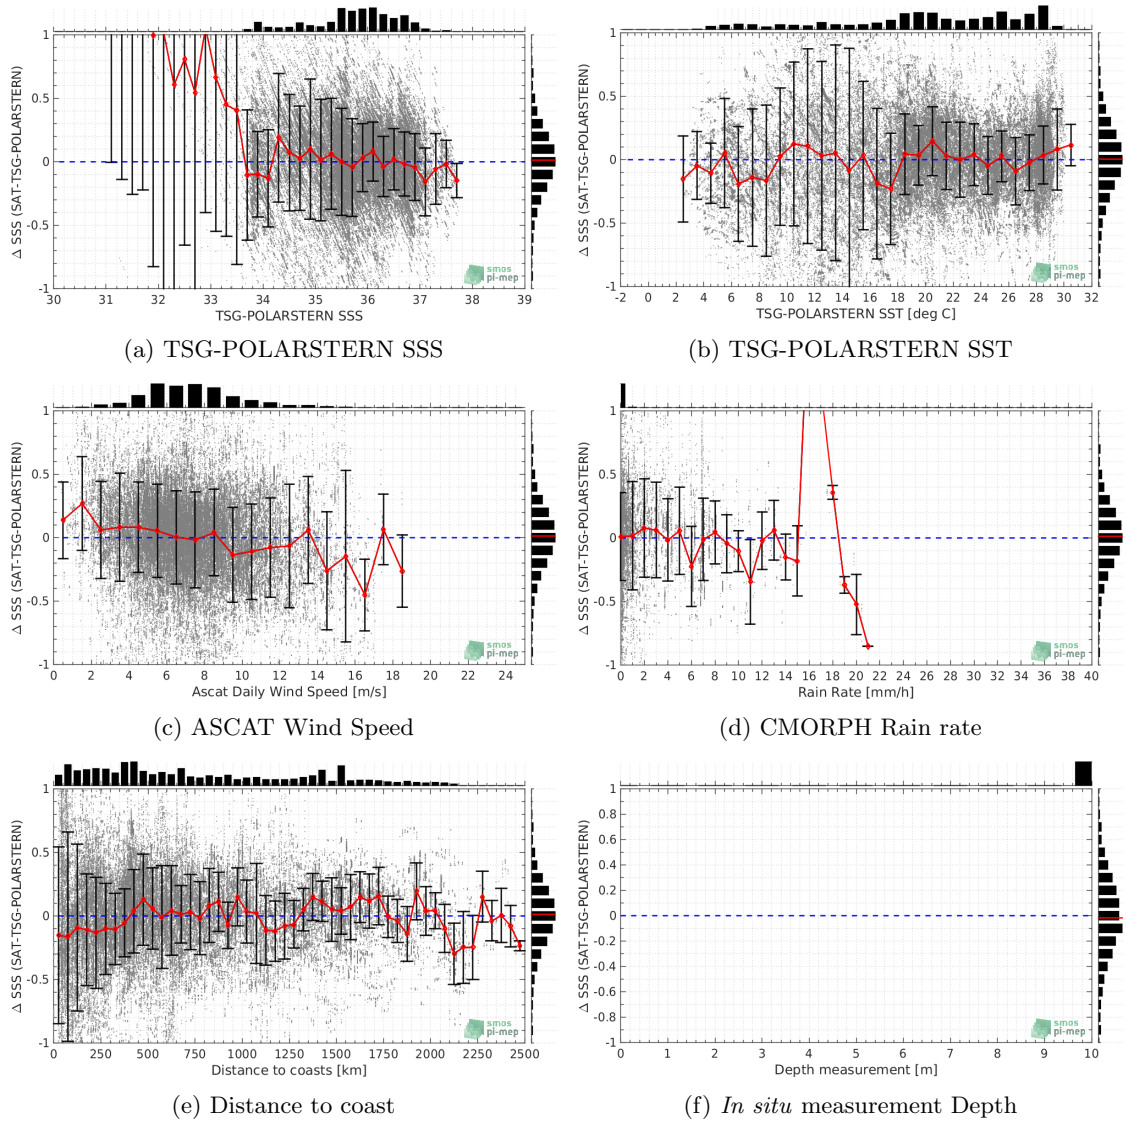 Δ SSS (SAT-TSG-POLARSTERN)
1
0.5
0
-0.5
-1
30 31 32 33 34 35 36 37 38 39
TSG-POLARSTERN SSS
smos
pi-mep
(a) TSG-POLARSTERN SSS
Δ SSS (SAT-TSG-POLARSTERN)
1
0.5
0
-0.5
-1
-2 0 2 4 6 8 10 12 14 16 18 20 22 24 26 28 30 32
TSG-POLARSTERN SST [deg C]
smos
pi-mep
(b) TSG-POLARSTERN SST
Δ SSS (SAT-TSG-POLARSTERN)
1
0.5
0
-0.5
-1
0 2 4 6 8 10 12 14 16 18 20 22 25
Ascat Daily Wind Speed [m/s]
smos
pi-mep
(c) ASCAT Wind Speed
Δ SSS (SAT-TSG-POLARSTERN)
1
0.5
0
-0.5
-1
0 2 4 6 8 10 12 14 16 18 20 22 24 26 28 30 32 34 36 40
Rain Rate [mm/h]
smos
pi-mep
(d) CMORPH Rain rate
Δ SSS (SAT-TSG-POLARSTERN)
1
0.5
0
-0.5
-1
0 250 500 750 1000 1250 1500 1750 2000 2250 2500
Distance to coasts [km]
smos
pi-mep
(e) Distance to coast
Δ SSS (SAT-TSG-POLARSTERN)
1
0.8
0.6
0.4
0.2
0
-0.2
-0.4
-0.6
-0.8
-1
0 1 2 3 4 5 6 7 8 9 10
Depth measurement [m]
smos
pi-mep
(f) In situ measurement Depth